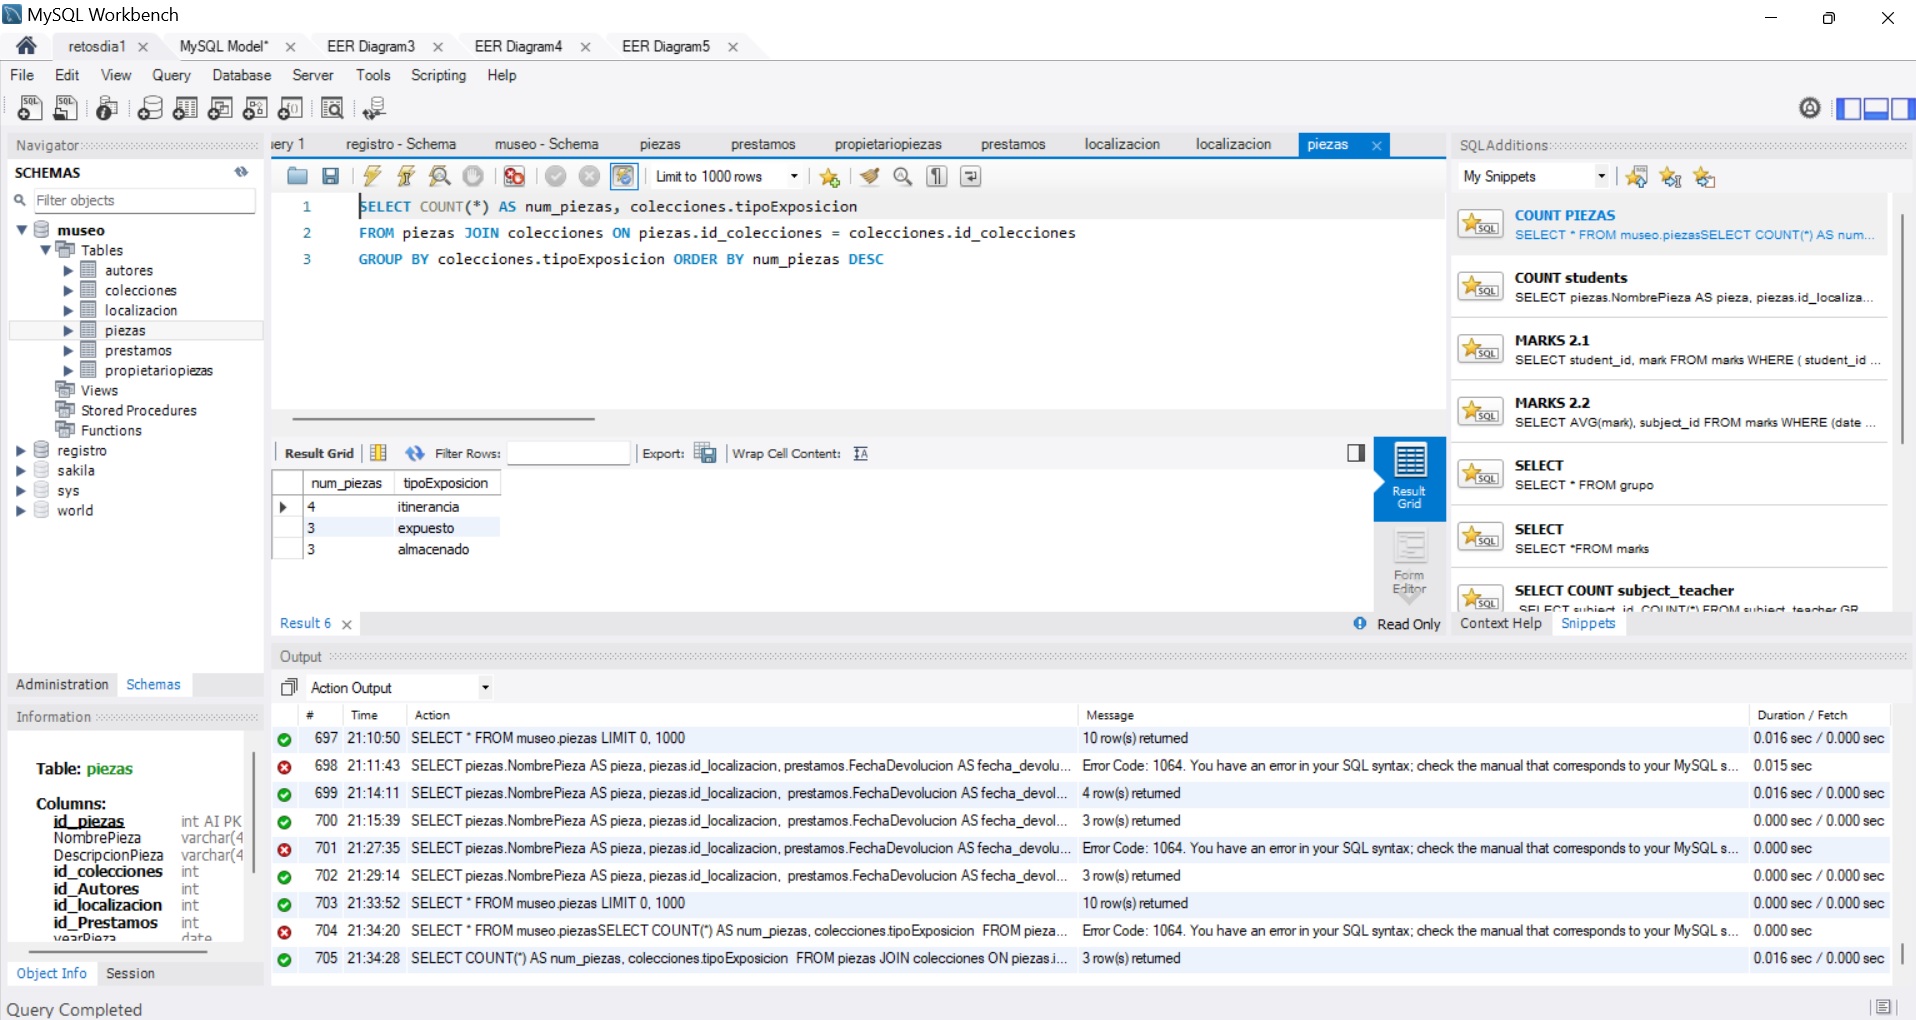 MySQL Workbench
retosdia1
MySQL Model*
EER Diagram3
EER Diagram4
EER Diagram5
File Edit View Query Database Server Tools Scripting Help
Navigator
SCHEMAS
Filter objects
museo
Tables
autores
colecciones
localizacion
piezas
prestamos
propietariopiezas
Views
Stored Procedures
Functions
registro
sakila
sys
world
Administration Schemas
Information
Table: piezas
Columns:
id_piezas int AI PK
NombrePieza varchar(4
DescripcionPieza varchar(4
id_colecciones int
id_Autores int
id_localizacion int
id_Prestamos int
yearPieza date
Object Info Session
uery 1 registro - Schema museo - Schema piezas prestamos propietariopiezas prestamos localizacion localizacion piezas
Limit to 1000 rows
1 SELECT COUNT(*) AS num_piezas, colecciones.tipoExposicion
2 FROM piezas JOIN colecciones ON piezas.id_colecciones = colecciones.id_colecciones
3 GROUP BY colecciones.tipoExposicion ORDER BY num_piezas DESC
Result Grid Filter Rows: Export: Wrap Cell Content:
num_piezas tipoExposicion
4 itinerancia
3 expuesto
3 almacenado
Result Grid
Form Editor
Result 6
Read Only
SQLAdditions
My Snippets
COUNT PIEZAS
SELECT * FROM museo.piezasSELECT COUNT(*) AS num...
COUNT students
SELECT piezas.NombrePieza AS pieza, piezas.id_localiza...
MARKS 2.1
SELECT student_id, mark FROM marks WHERE ( student_id ...
MARKS 2.2
SELECT AVG(mark), subject_id FROM marks WHERE (date ...
SELECT
SELECT * FROM grupo
SELECT
SELECT *FROM marks
SELECT COUNT subject_teacher
SELECT subject_id, COUNT(*) FROM subject_teacher GR
Context Help Snippets
Output
Action Output
# Time Action Message Duration / Fetch
697 21:10:50 SELECT * FROM museo.piezas LIMIT 0, 1000 10 row(s) returned 0.016 sec / 0.000 sec
698 21:11:43 SELECT piezas.NombrePieza AS pieza, piezas.id_localizacion, prestamos.FechaDevolucion AS fecha_devolu... Error Code: 1064. You have an error in your SQL syntax; check the manual that corresponds to your MySQL s... 0.015 sec
699 21:14:11 SELECT piezas.NombrePieza AS pieza, piezas.id_localizacion, prestamos.FechaDevolucion AS fecha_devol... 4 row(s) returned 0.016 sec / 0.000 sec
700 21:15:39 SELECT piezas.NombrePieza AS pieza, piezas.id_localizacion, prestamos.FechaDevolucion AS fecha_devol... 3 row(s) returned 0.000 sec / 0.000 sec
701 21:27:35 SELECT piezas.NombrePieza AS pieza, piezas.id_localizacion, prestamos.FechaDevolucion AS fecha_devolu... Error Code: 1064. You have an error in your SQL syntax; check the manual that corresponds to your MySQL s... 0.000 sec
702 21:29:14 SELECT piezas.NombrePieza AS pieza, piezas.id_localizacion, prestamos.FechaDevolucion AS fecha_devol... 3 row(s) returned 0.000 sec / 0.000 sec
703 21:33:52 SELECT * FROM museo.piezas LIMIT 0, 1000 10 row(s) returned 0.000 sec / 0.000 sec
704 21:34:20 SELECT * FROM museo.piezasSELECT COUNT(*) AS num_piezas, colecciones.tipoExposicion FROM pieza... Error Code: 1064. You have an error in your SQL syntax; check the manual that corresponds to your MySQL s... 0.000 sec
705 21:34:28 SELECT COUNT(*) AS num_piezas, colecciones.tipoExposicion FROM piezas JOIN colecciones ON piezas.i... 3 row(s) returned 0.016 sec / 0.000 sec
Query Completed